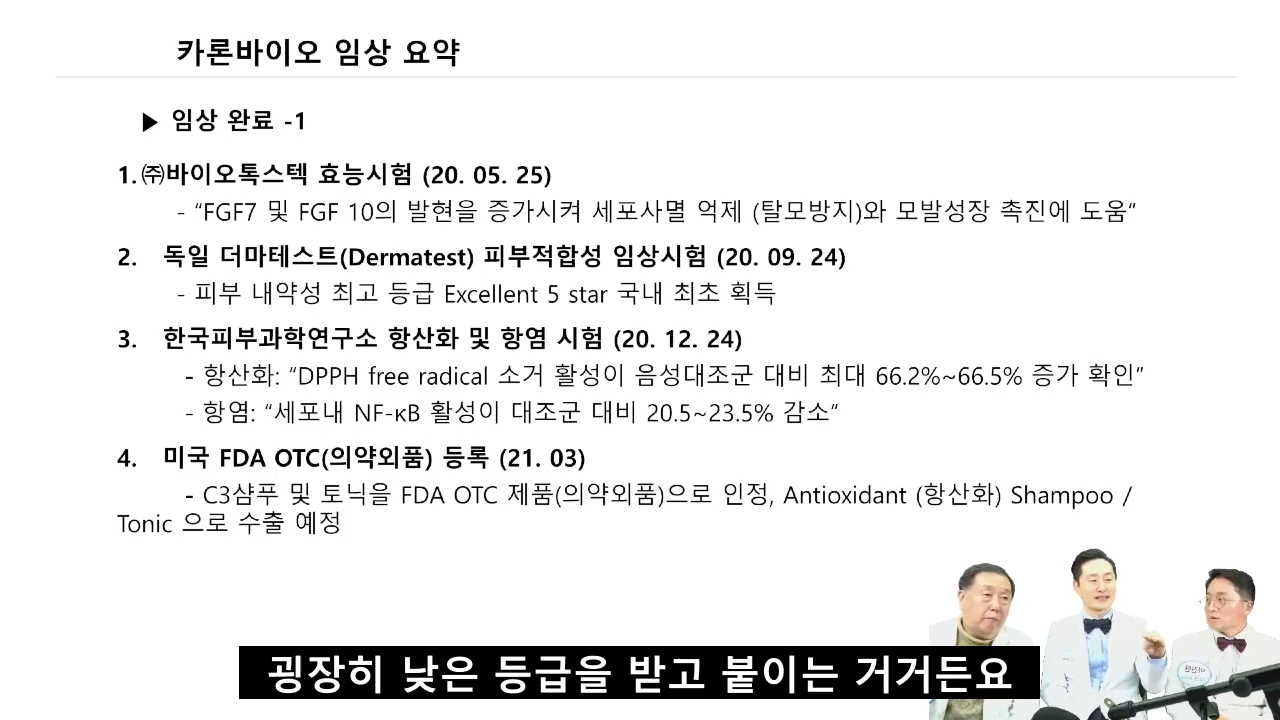 카론바이오 임상 요약
▶ 임상 완료 -1
1. ㈜바이오톡스텍 효능시험 (20. 05. 25)
- “FGF7 및 FGF 10의 발현을 증가시켜 세포사멸 억제 (탈모방지)와 모발성장 촉진에 도움”
2. 독일 더마테스트(Dermatest) 피부적합성 임상시험 (20. 09. 24)
- 피부 내약성 최고 등급 Excellent 5 star 국내 최초 획득
3. 한국피부과학연구소 항산화 및 항염 시험 (20. 12. 24)
- 항산화: “DPPH free radical 소거 활성이 음성대조군 대비 최대 66.2%~66.5% 증가 확인”
- 항염: “세포내 NF-κB 활성이 대조군 대비 20.5~23.5% 감소”
4. 미국 FDA OTC(의약외품) 등록 (21. 03)
- C3샴푸 및 토닉을 FDA OTC 제품(의약외품)으로 인정, Antioxidant (항산화) Shampoo /
Tonic 으로 수출 예정
굉장히 낮은 등급을 받고 붙이는 거거든요